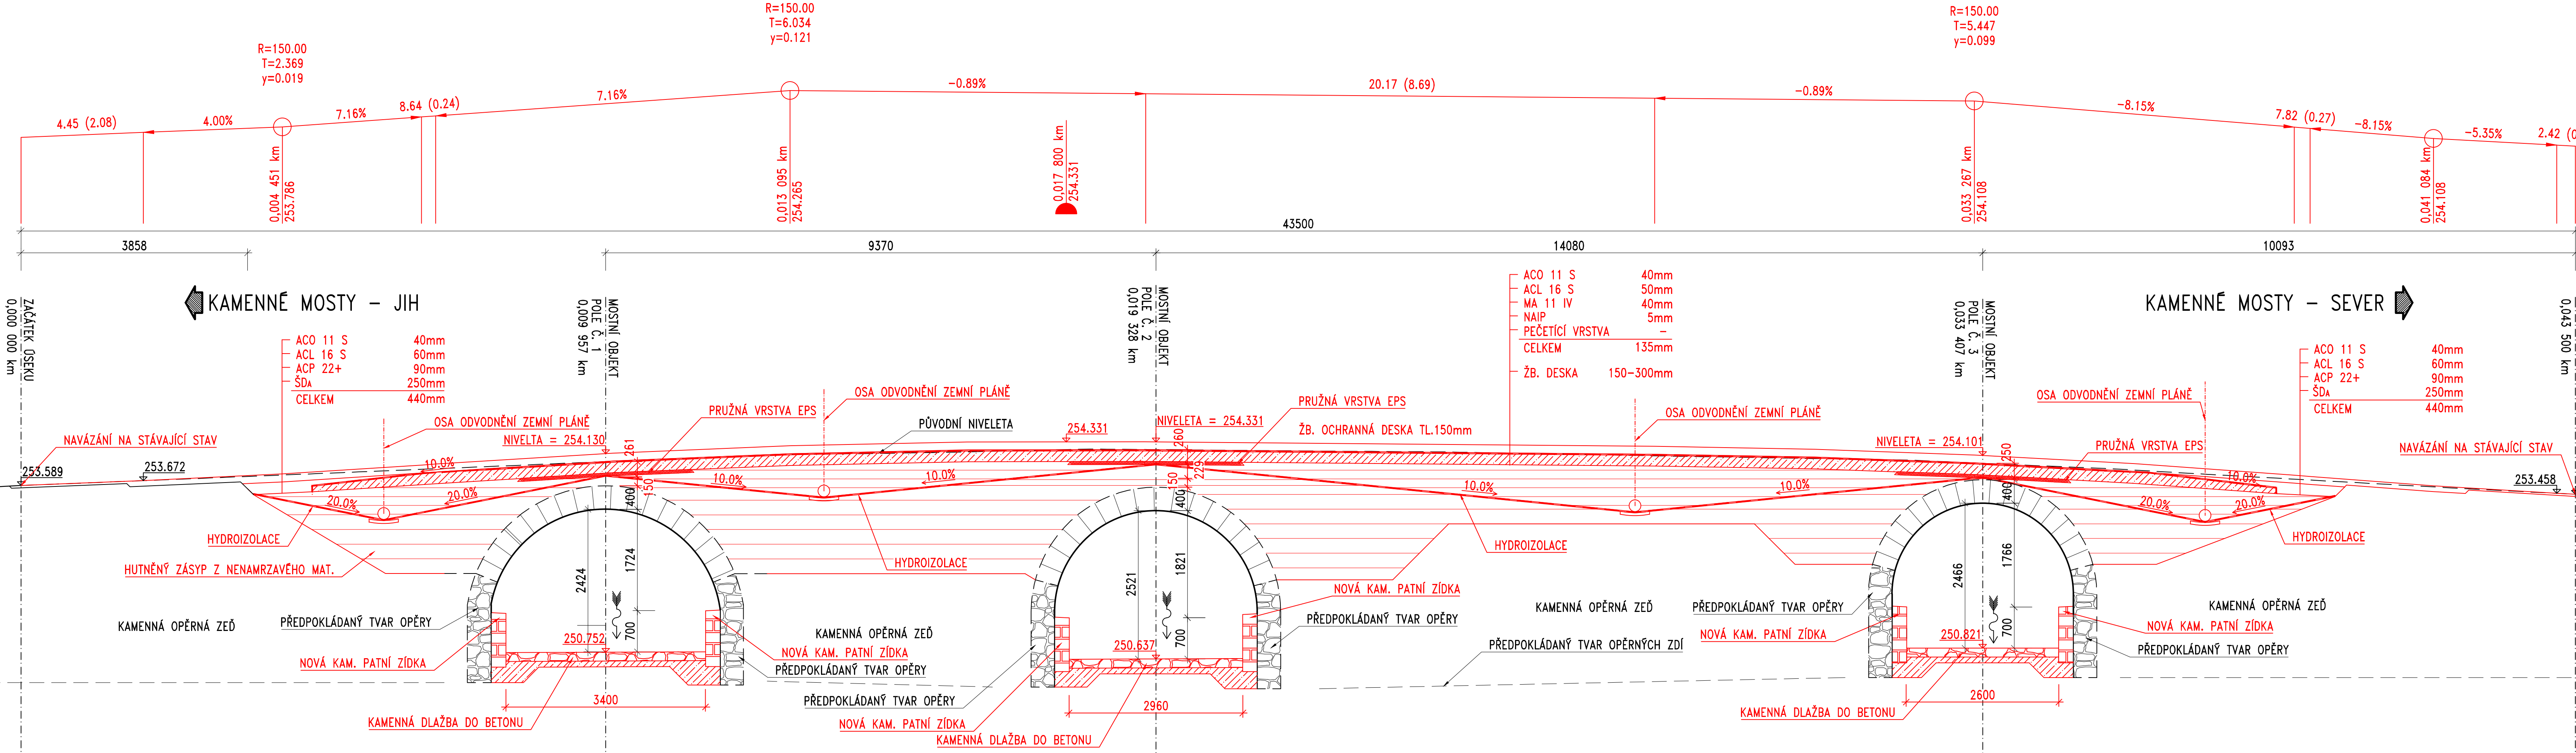 R=150.00
T=2.369
y=0.019
R=150.00
T=6.034
y=0.121
R=150.00
T=5.447
y=0.099
4.45 (2.08)
4.00%
7.16%
8.64 (0.24)
7.16%
-0.89%
20.17 (8.69)
-0.89%
-8.15%
7.82 (0.27)
-8.15%
-5.35%
2.42 (0
0,004 451 km
253.786
0,013 095 km
254.265
0,017 800 km
254.331
0,033 267 km
254.108
0,041 084 km
254.108
43500
3858
9370
14080
10093
KAMENNÉ MOSTY - JIH
KAMENNÉ MOSTY - SEVER
ZAČÁTEK ÚSEKU
0,000 000 km
MOSTNÍ OBJEKT
POLE Č. 1
0,009 957 km
MOSTNÍ OBJEKT
POLE Č. 2
0,019 328 km
MOSTNÍ OBJEKT
POLE Č. 3
0,033 407 km
0,043 500 km
ACO 11 S 40mm
ACL 16 S 60mm
ACP 22+ 90mm
ŠDA 250mm
CELKEM 440mm
ACO 11 S 40mm
ACL 16 S 50mm
MA 11 IV 40mm
NAIP 5mm
PEČETÍCÍ VRSTVA -
CELKEM 135mm
ŽB. DESKA 150-300mm
ACO 11 S 40mm
ACL 16 S 60mm
ACP 22+ 90mm
ŠDA 250mm
CELKEM 440mm
NAVÁZÁNÍ NA STÁVAJÍCÍ STAV
253.589
253.672
OSA ODVODNĚNÍ ZEMNÍ PLÁNĚ
NIVELTA = 254.130
PRUŽNÁ VRSTVA EPS
OSA ODVODNĚNÍ ZEMNÍ PLÁNĚ
PŮVODNÍ NIVELETA
254.331
NIVELETA = 254.331
PRUŽNÁ VRSTVA EPS
ŽB. OCHRANNÁ DESKA TL.150mm
OSA ODVODNĚNÍ ZEMNÍ PLÁNĚ
NIVELETA = 254.101
PRUŽNÁ VRSTVA EPS
OSA ODVODNĚNÍ ZEMNÍ PLÁNĚ
NAVÁZÁNÍ NA STÁVAJÍCÍ STAV
253.458
10.0%
20.0%
20.0%
10.0%
10.0%
10.0%
10.0%
10.0%
20.0%
20.0%
261
150
400
260
229
150
400
250
400
HYDROIZOLACE
HUTNĚNÝ ZÁSYP Z NENAMRZAVÉHO MAT.
HYDROIZOLACE
HYDROIZOLACE
HYDROIZOLACE
2424
1724
700
250.752
2521
1821
700
250.637
2466
1766
700
250.821
KAMENNÁ OPĚRNÁ ZEĎ
PŘEDPOKLÁDANÝ TVAR OPĚRY
NOVÁ KAM. PATNÍ ZÍDKA
3400
KAMENNÁ DLAŽBA DO BETONU
KAMENNÁ OPĚRNÁ ZEĎ
NOVÁ KAM. PATNÍ ZÍDKA
PŘEDPOKLÁDANÝ TVAR OPĚRY
PŘEDPOKLÁDANÝ TVAR OPĚRY
NOVÁ KAM. PATNÍ ZÍDKA
2960
KAMENNÁ DLAŽBA DO BETONU
NOVÁ KAM. PATNÍ ZÍDKA
PŘEDPOKLÁDANÝ TVAR OPĚRY
KAMENNÁ OPĚRNÁ ZEĎ
PŘEDPOKLÁDANÝ TVAR OPĚRNÝCH ZDÍ
PŘEDPOKLÁDANÝ TVAR OPĚRY
NOVÁ KAM. PATNÍ ZÍDKA
2600
KAMENNÁ DLAŽBA DO BETONU
KAMENNÁ OPĚRNÁ ZEĎ
NOVÁ KAM. PATNÍ ZÍDKA
PŘEDPOKLÁDANÝ TVAR OPĚRY